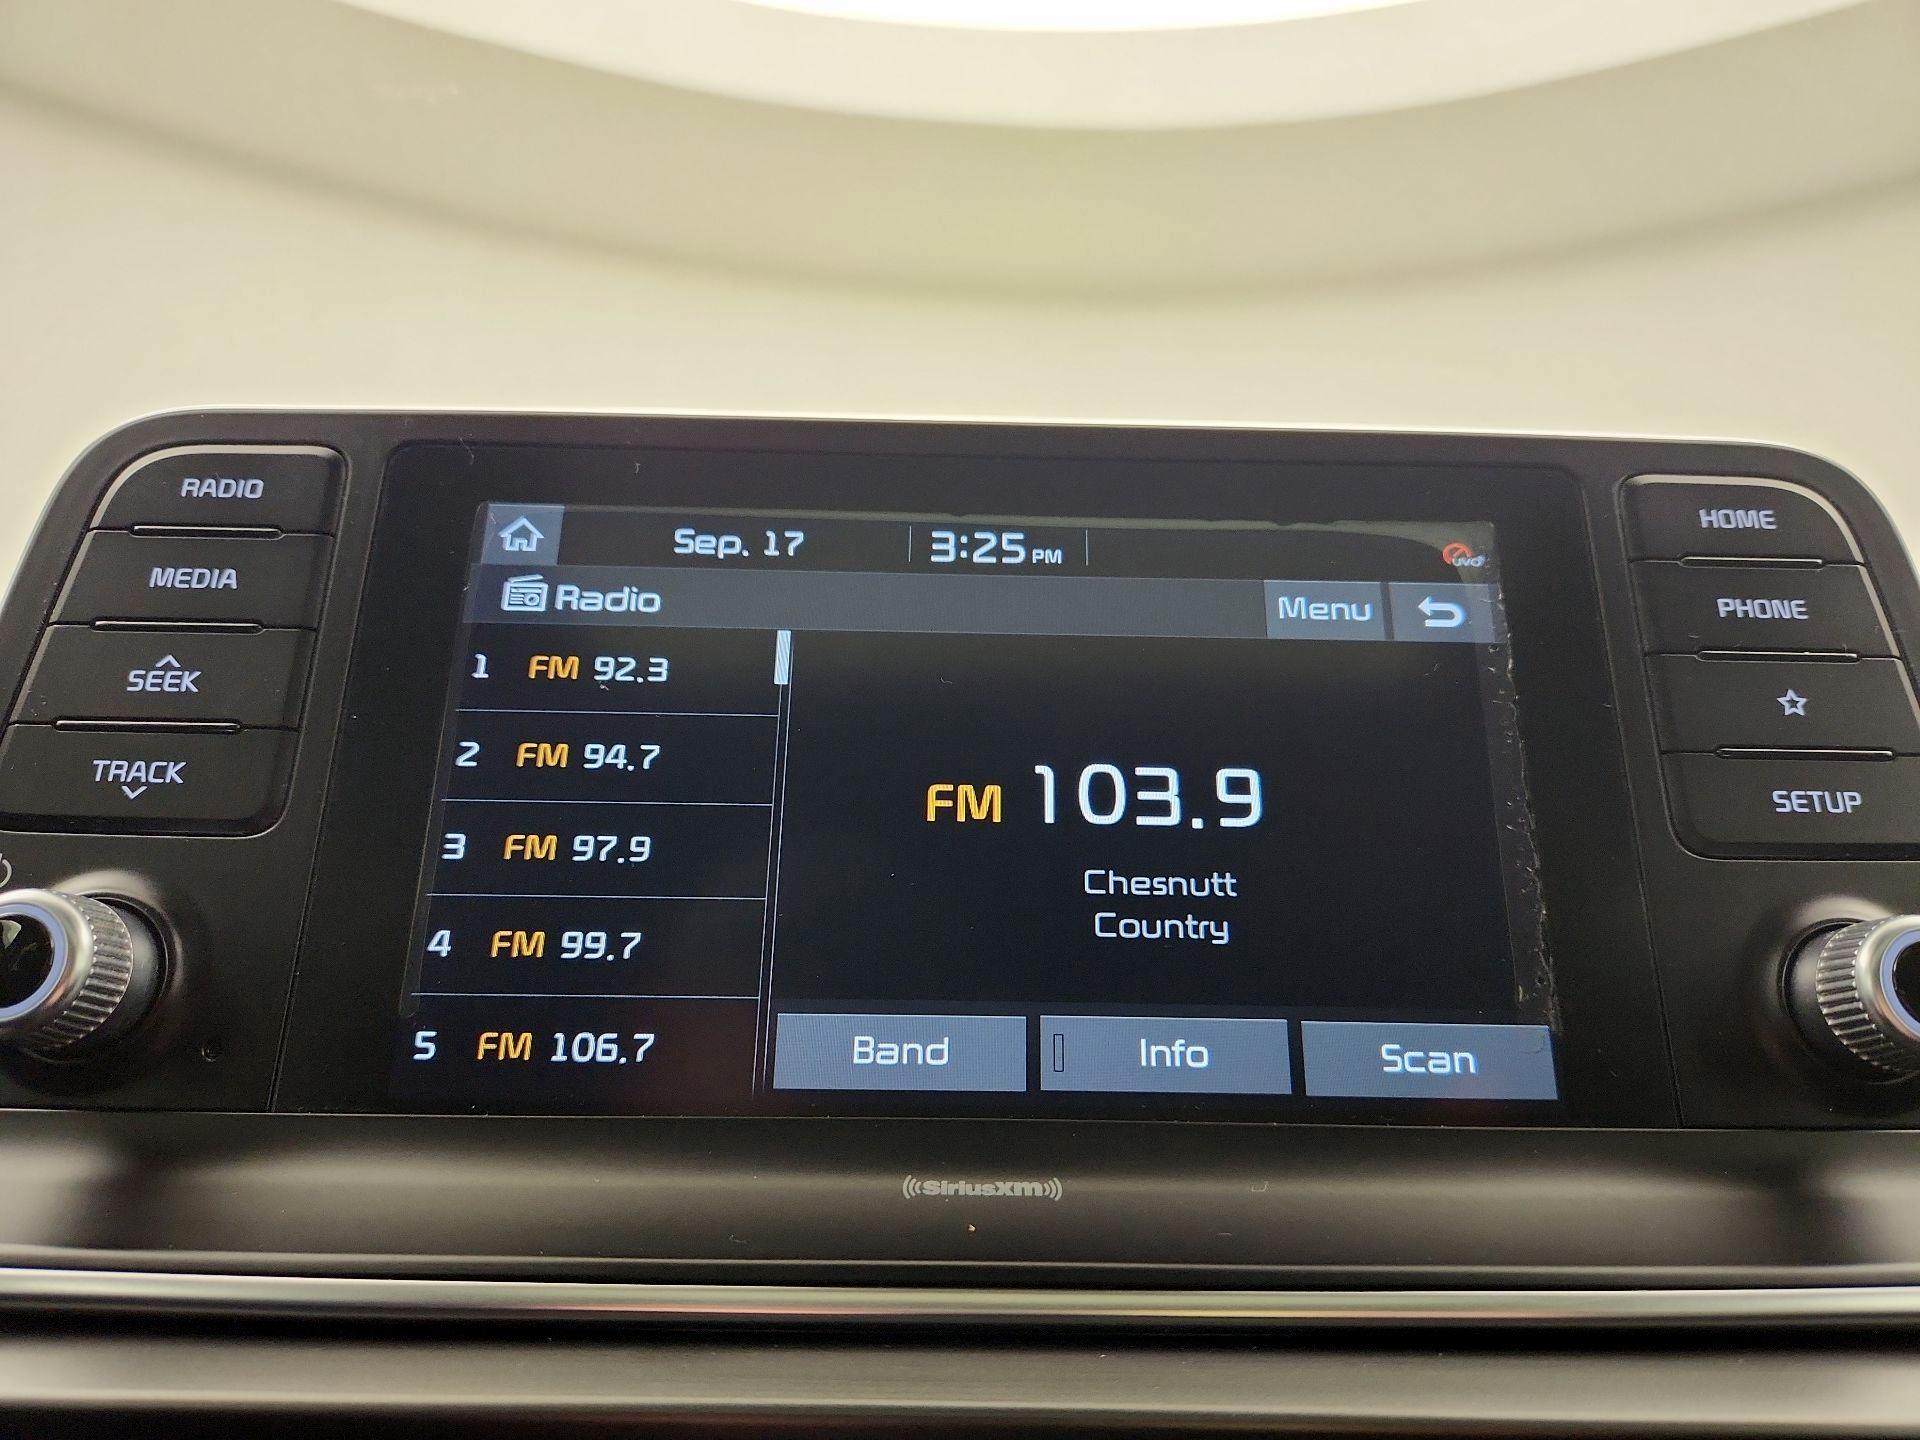 RADIO
MEDIA
SEEK
TRACK
Sep. 17 3:25 PM
UVO
Radio Menu
1 FM 92.3
2 FM 94.7
3 FM 97.9
4 FM 99.7
5 FM 106.7
FM 103.9
Chesnutt
Country
Band Info Scan
HOME
PHONE
SETUP
SiriusXM